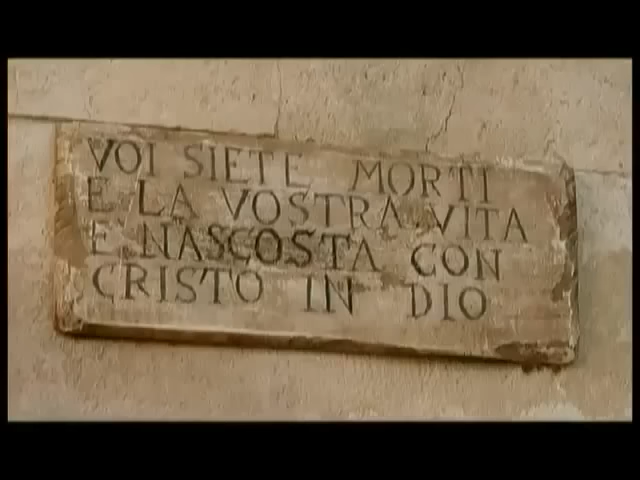 VOI SIETE MORTI
E LA VOSTRA VITA
E' NASCOSTA CON
CRISTO IN DIO